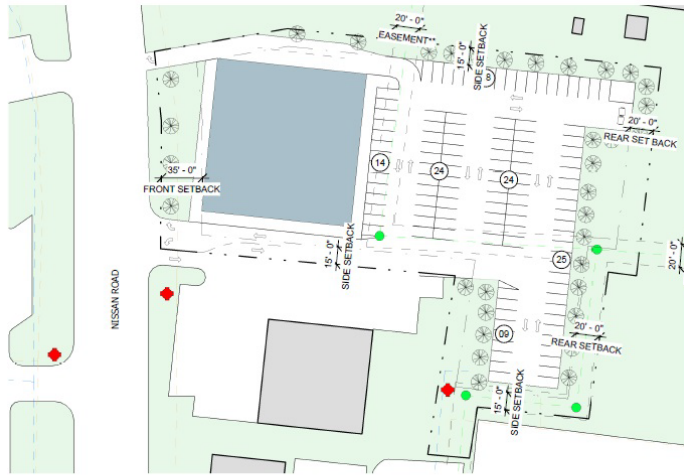 20' - 0"
EASEMENT**
15' - 0"
SIDE SETBACK
8
20' - 0"
REAR SET BACK
14
24
24
35' - 0"
FRONT SETBACK
15' - 0"
SIDE SETBACK
25
20' - 0"
NISSAN ROAD
09
20' - 0"
REAR SETBACK
15' - 0"
SIDE SETBACK